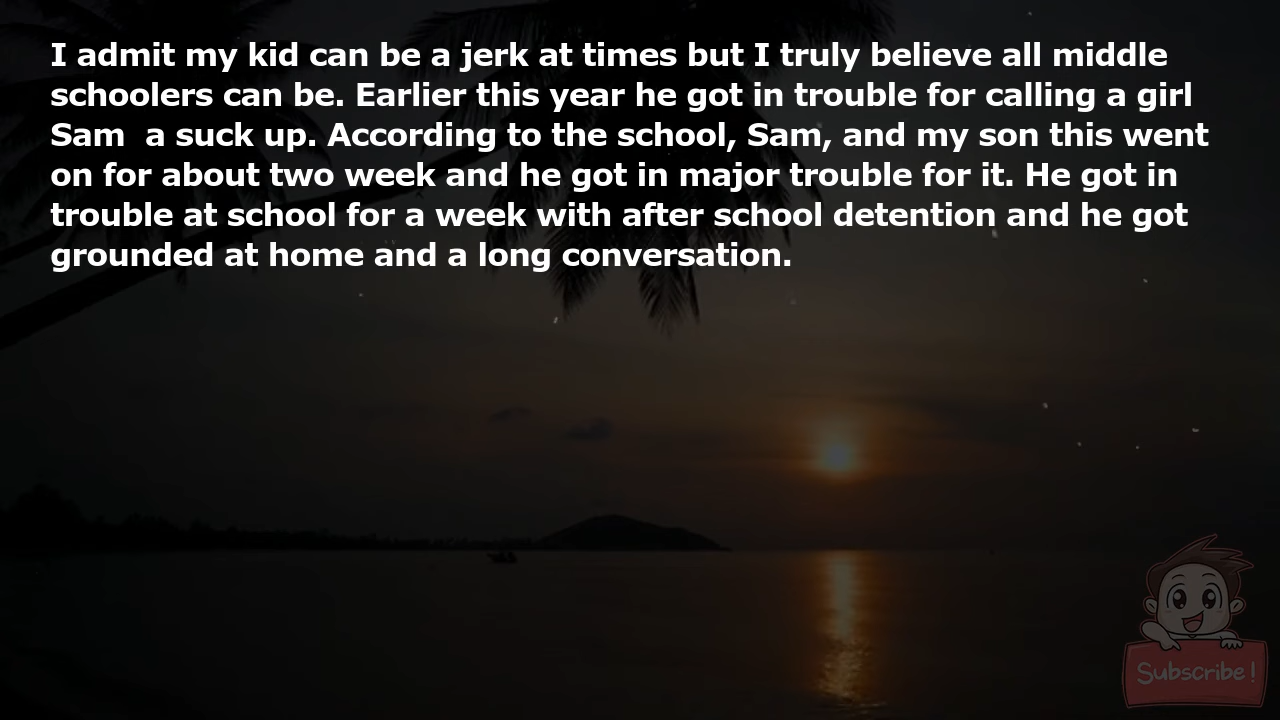 I admit my kid can be a jerk at times but I truly believe all middle
schoolers can be. Earlier this year he got in trouble for calling a girl
Sam  a suck up. According to the school, Sam, and my son this went
on for about two week and he got in major trouble for it. He got in
trouble at school for a week with after school detention and he got
grounded at home and a long conversation.
Subscribe!